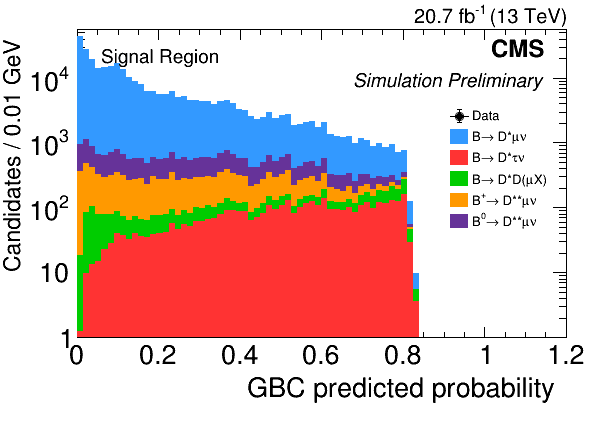 20.7 fb⁻¹ (13 TeV)
Signal Region
CMS
Simulation Preliminary
Data
B→ D*μν
B→ D*τν
B→ D*D(μX)
B⁺→ D**μν
B⁰→ D**μν
Candidates / 0.01 GeV
10⁴
10³
10²
10
1
0 0.2 0.4 0.6 0.8 1 1.2
GBC predicted probability